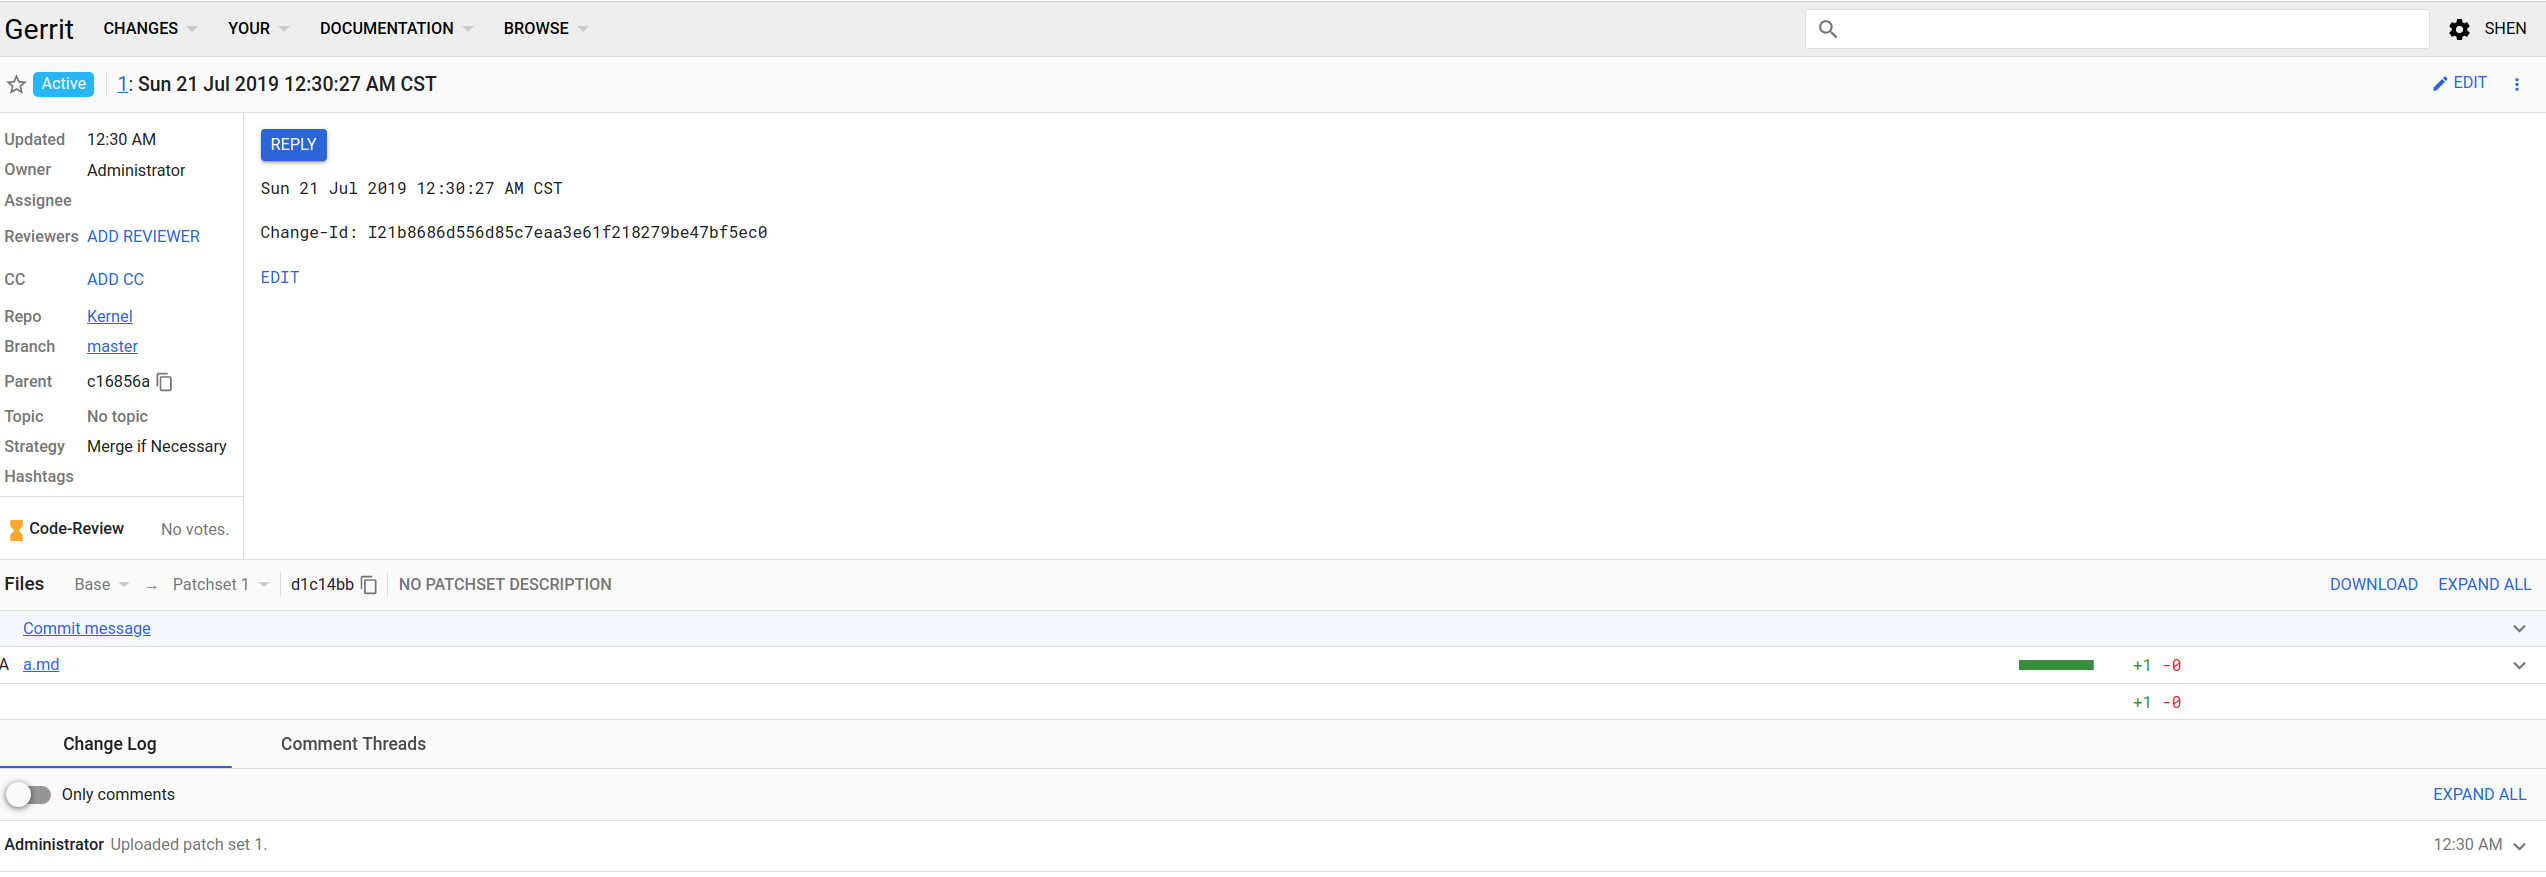 Gerrit CHANGES YOUR DOCUMENTATION BROWSE SHEN
Active 1: Sun 21 Jul 2019 12:30:27 AM CST EDIT
Updated 12:30 AM
Owner Administrator
Assignee
Reviewers ADD REVIEWER
CC ADD CC
Repo Kernel
Branch master
Parent c16856a
Topic No topic
Strategy Merge if Necessary
Hashtags
Code-Review No votes.
REPLY
Sun 21 Jul 2019 12:30:27 AM CST
Change-Id: I21b8686d556d85c7eaa3e61f218279be47bf5ec0
EDIT
Files Base → Patchset 1 d1c14bb NO PATCHSET DESCRIPTION DOWNLOAD EXPAND ALL
Commit message
A a.md +1 -0
+1 -0
Change Log Comment Threads
Only comments EXPAND ALL
Administrator Uploaded patch set 1. 12:30 AM